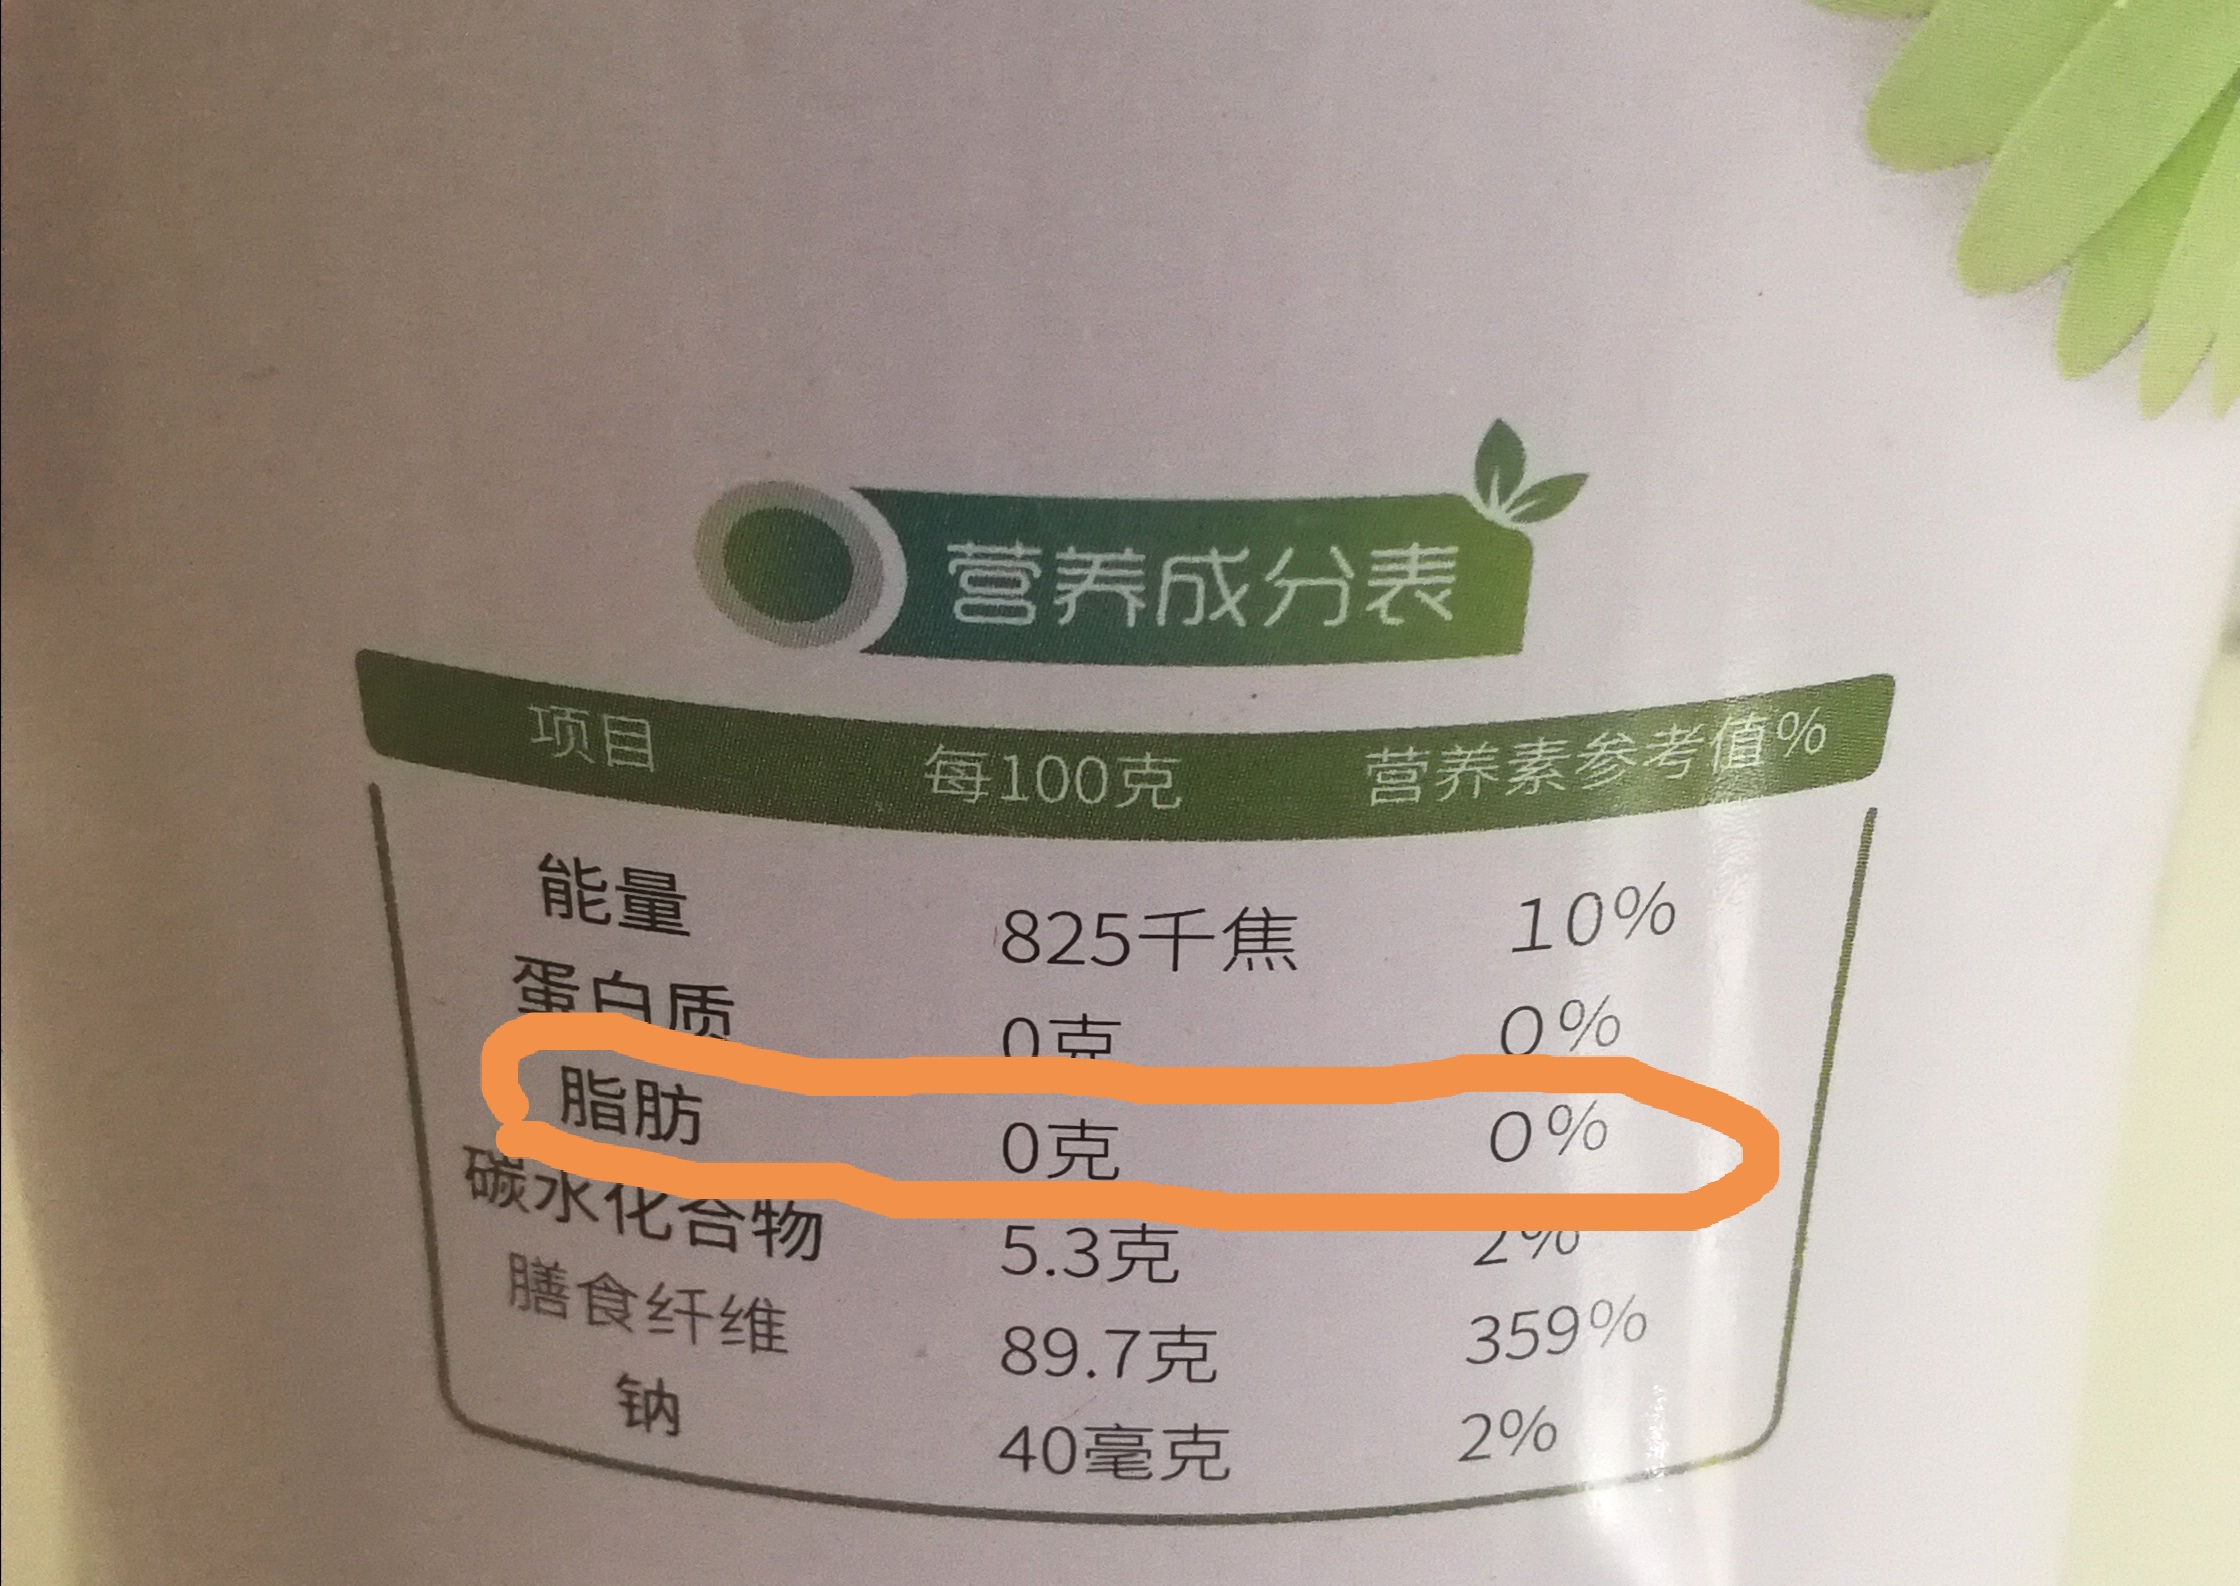 营养成分表
项目 每100克 营养素参考值%
能量 825千焦 10%
蛋白质 0克 0%
脂肪 0克 0%
碳水化合物 5.3克 2%
膳食纤维 89.7克 359%
钠 40毫克 2%